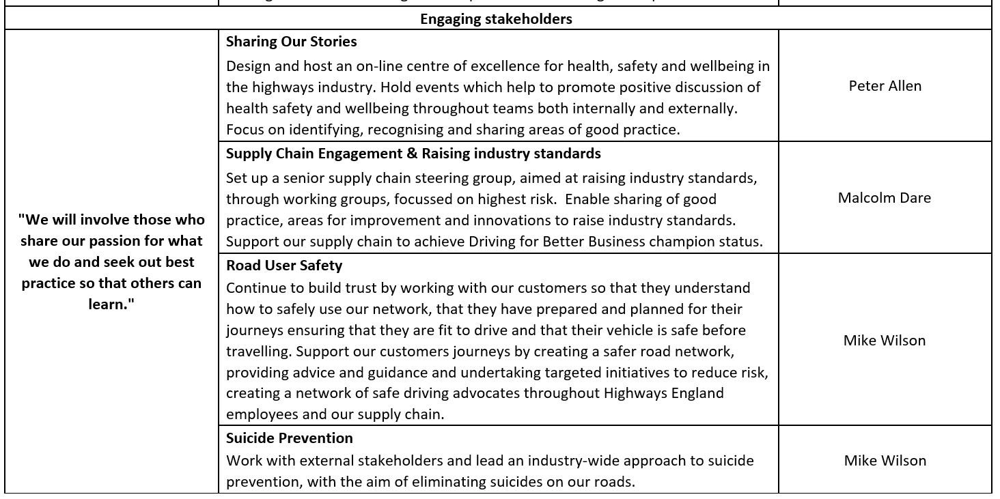 Engaging stakeholders
"We will involve those who
share our passion for what
we do and seek out best
practice so that others can
learn."
Sharing Our Stories
Design and host an on-line centre of excellence for health, safety and wellbeing in
the highways industry. Hold events which help to promote positive discussion of
health safety and wellbeing throughout teams both internally and externally.
Focus on identifying, recognising and sharing areas of good practice.
Peter Allen
Supply Chain Engagement & Raising industry standards
Set up a senior supply chain steering group, aimed at raising industry standards,
through working groups, focussed on highest risk.  Enable sharing of good
practice, areas for improvement and innovations to raise industry standards.
Support our supply chain to achieve Driving for Better Business champion status.
Malcolm Dare
Road User Safety
Continue to build trust by working with our customers so that they understand
how to safely use our network, that they have prepared and planned for their
journeys ensuring that they are fit to drive and that their vehicle is safe before
travelling. Support our customers journeys by creating a safer road network,
providing advice and guidance and undertaking targeted initiatives to reduce risk,
creating a network of safe driving advocates throughout Highways England
employees and our supply chain.
Mike Wilson
Suicide Prevention
Work with external stakeholders and lead an industry-wide approach to suicide
prevention, with the aim of eliminating suicides on our roads.
Mike Wilson